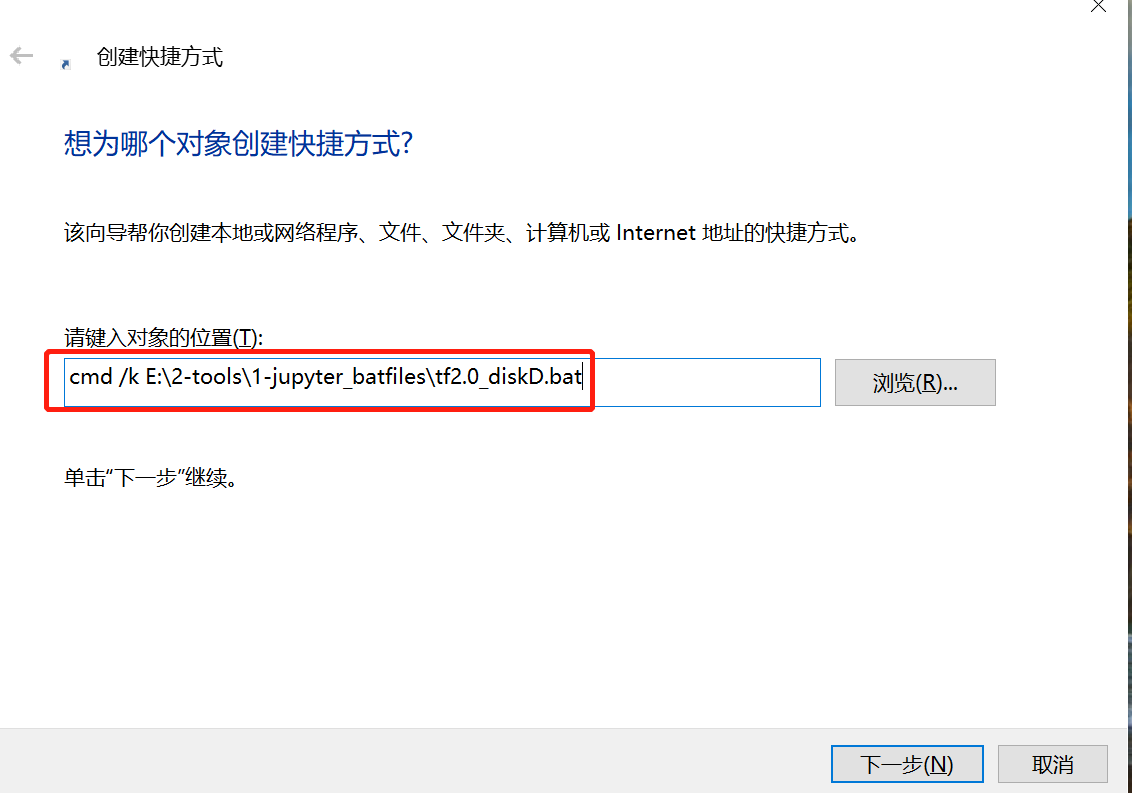 创建快捷方式
想为哪个对象创建快捷方式?
该向导帮你创建本地或网络程序、文件、文件夹、计算机或 Internet 地址的快捷方式。
请键入对象的位置(T):
cmd /k E:\2-tools\1-jupyter_batfiles\tf2.0_diskD.bat
浏览(R)...
单击“下一步”继续。
下一步(N)
取消